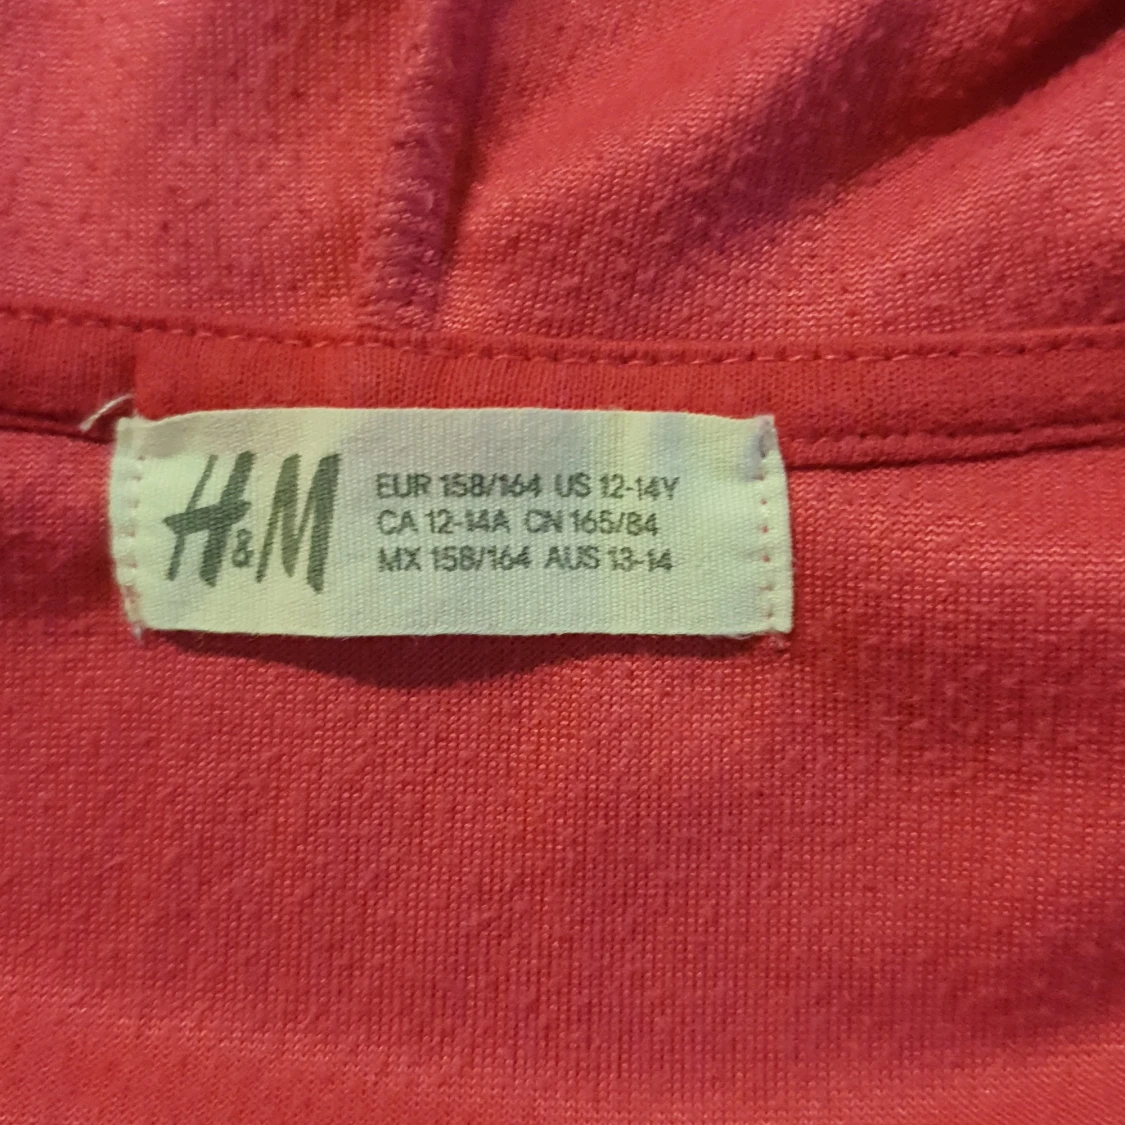 H&M
EUR 158/164 US 12-14Y
CA 12-14A CN 165/84
MX 158/164 AUS 13-14